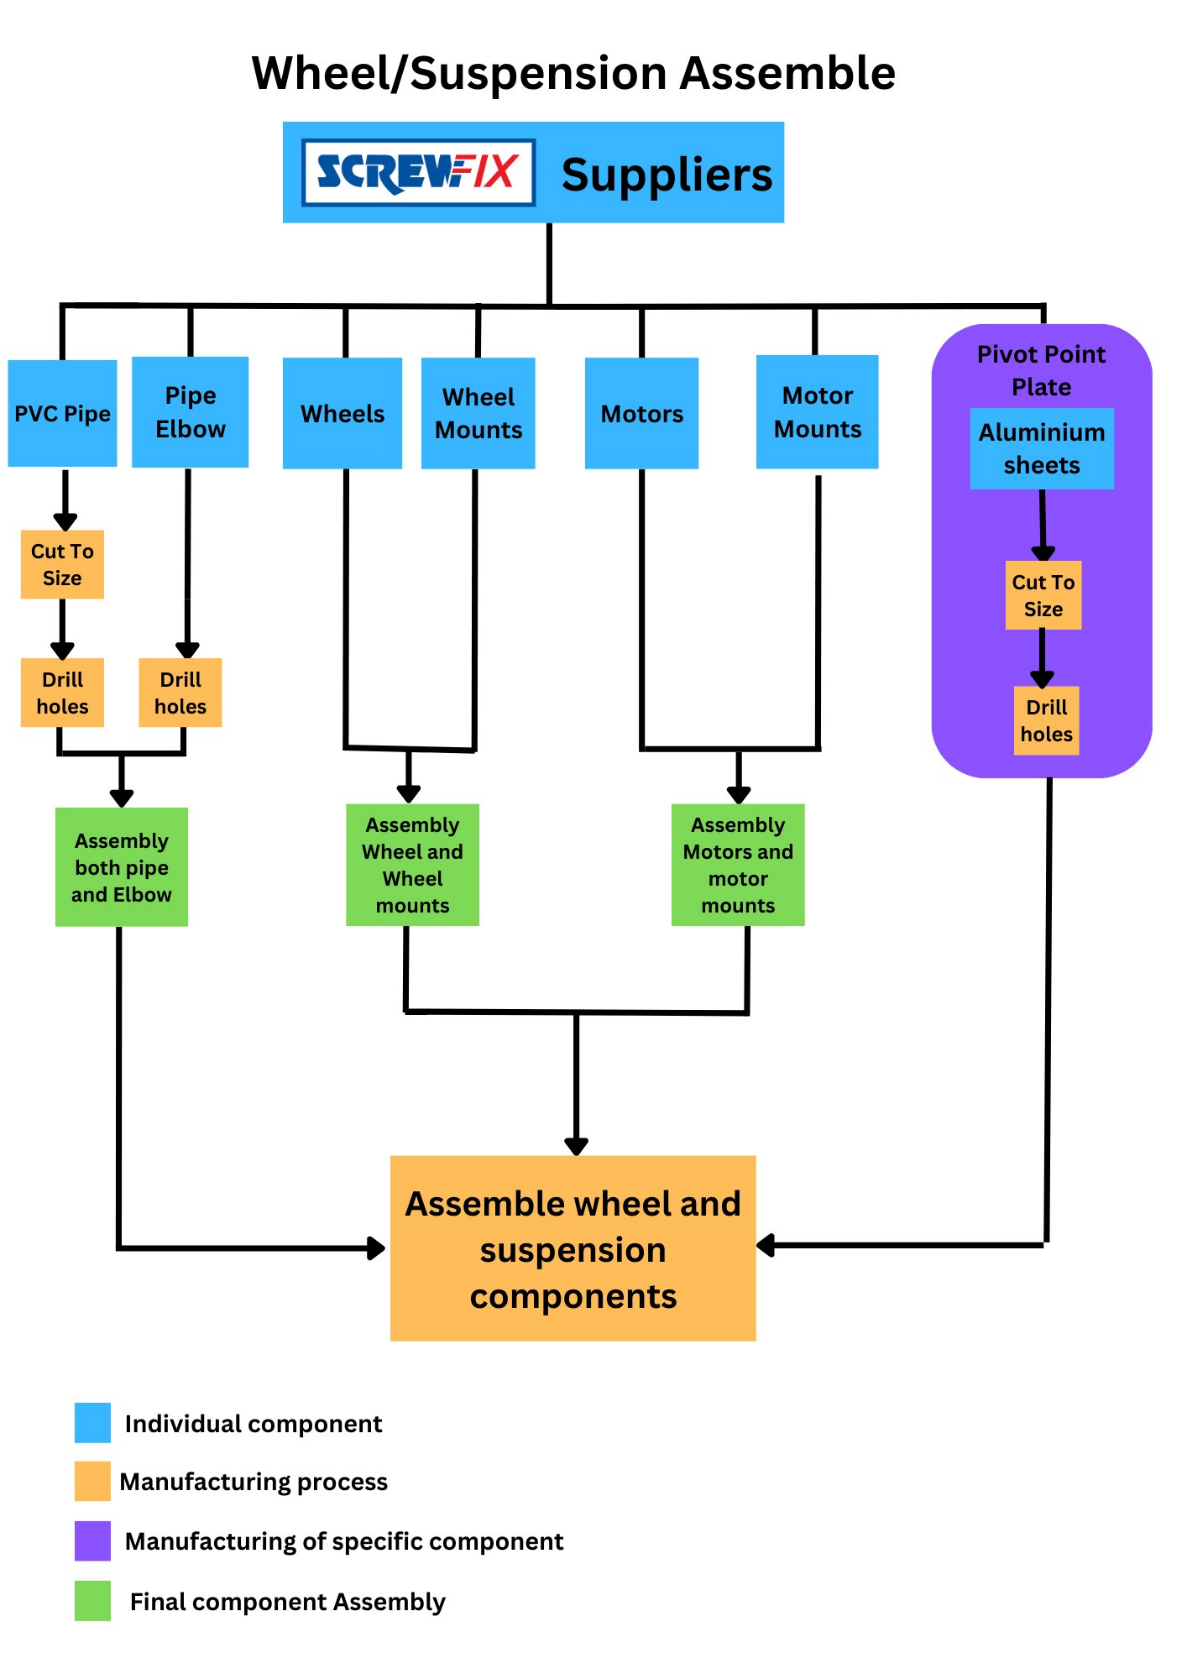 Wheel/Suspension Assemble
SCREWFIX Suppliers
PVC Pipe
Pipe
Elbow
Wheels
Wheel
Mounts
Motors
Motor
Mounts
Pivot Point
Plate
Aluminium
sheets
Cut To
Size
Cut To
Size
Drill
holes
Drill
holes
Drill
holes
Assembly
both pipe
and Elbow
Assembly
Wheel and
Wheel
mounts
Assembly
Motors and
motor
mounts
Assemble wheel and
suspension
components
Individual component
Manufacturing process
Manufacturing of specific component
Final component Assembly